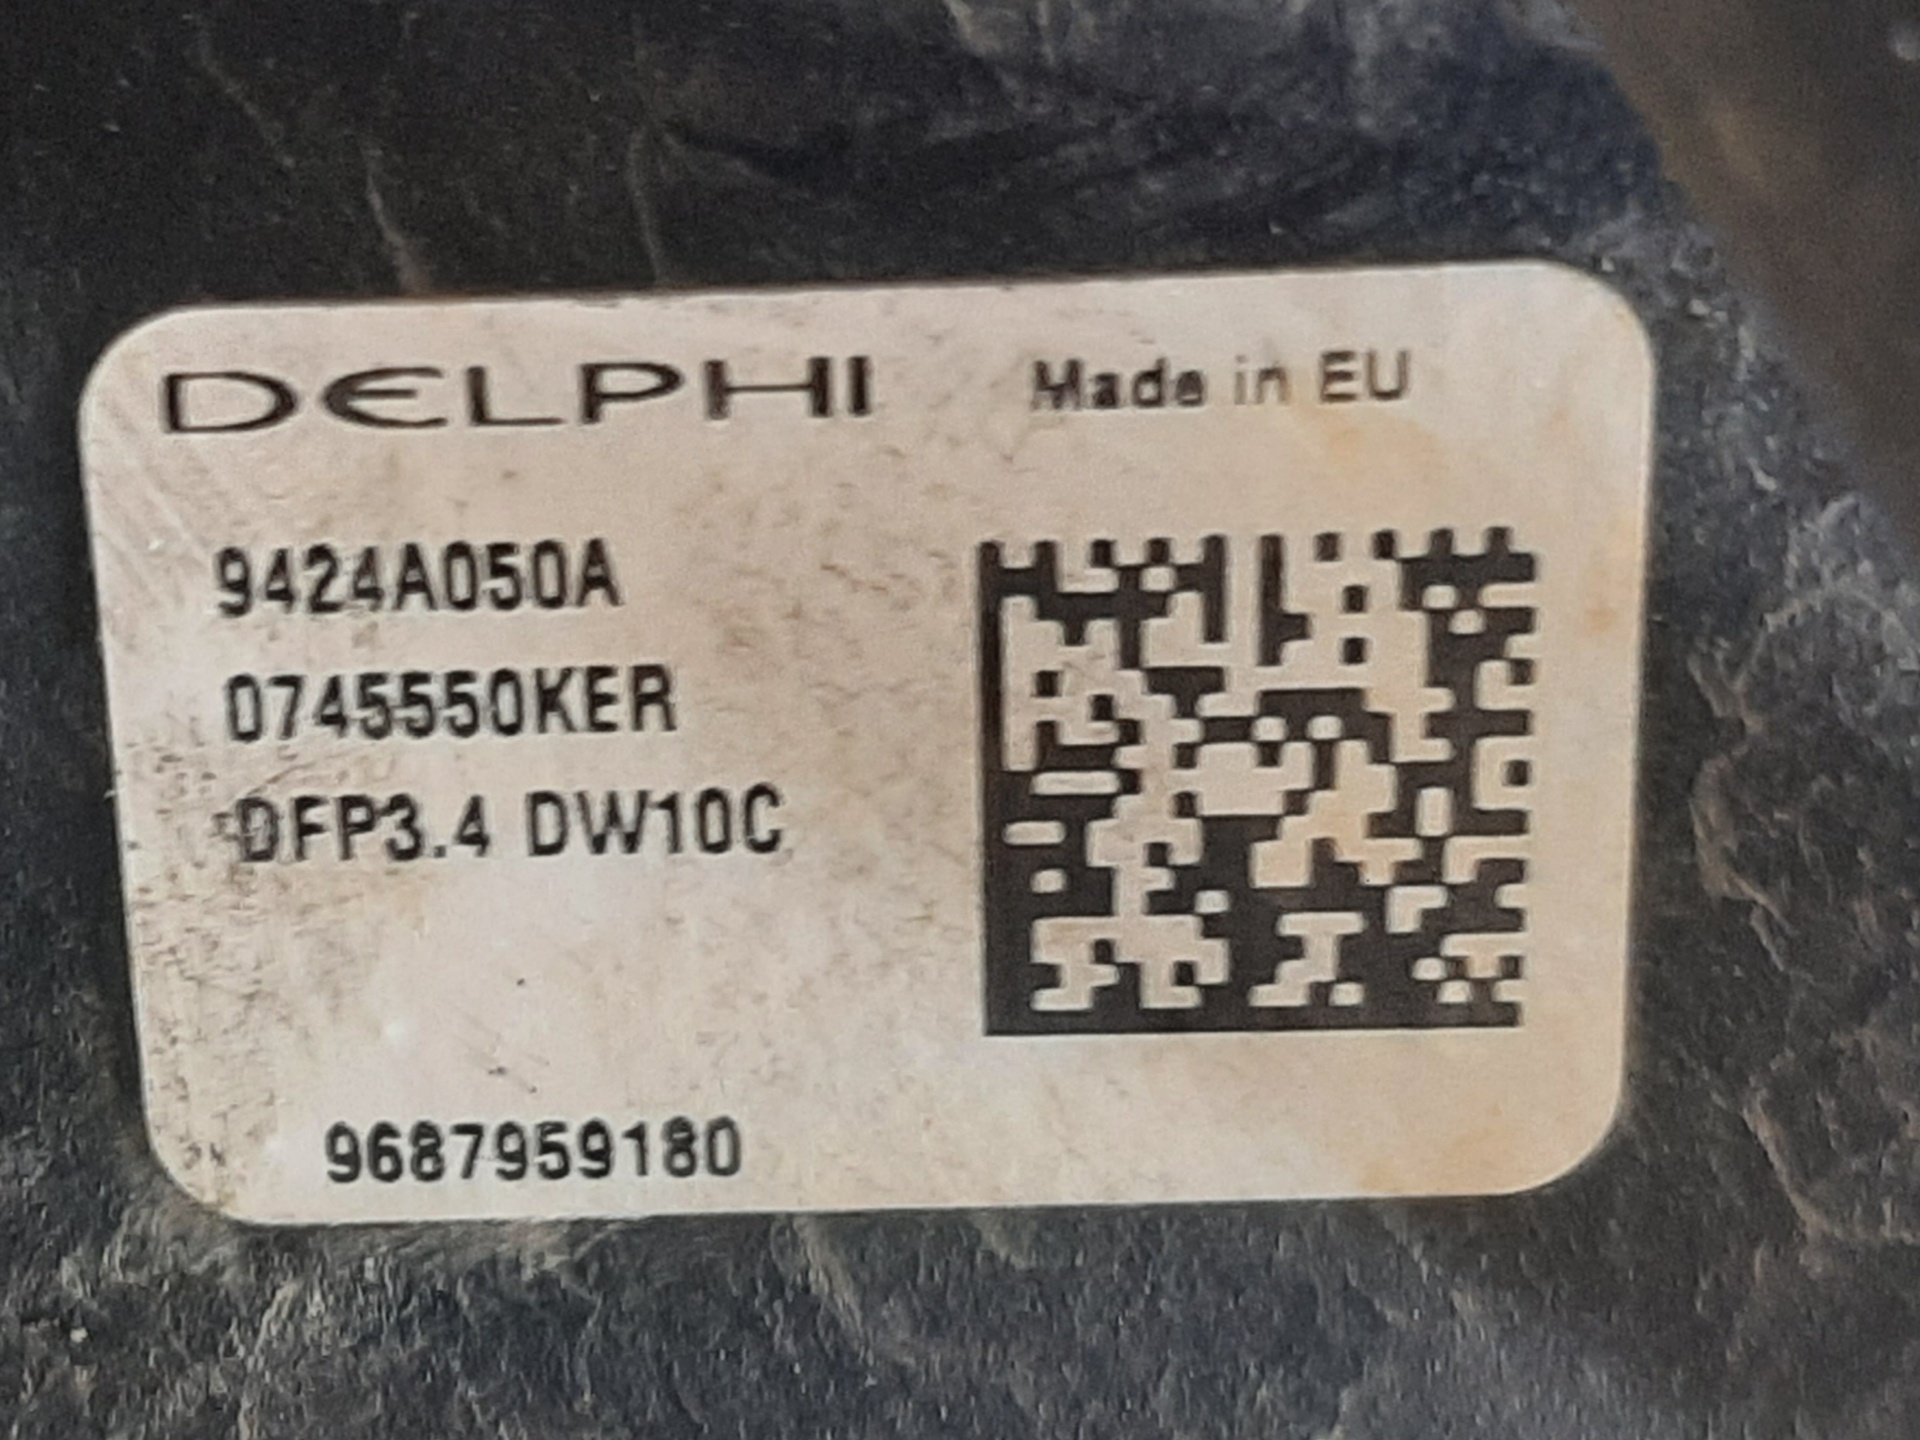 DELPHI Made in EU
9424A050A
0745550KER
DFP3.4 DW10C
9687959180